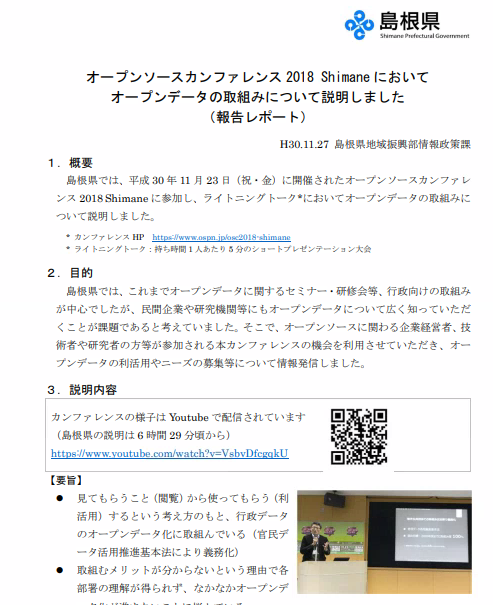 島根県
Shimane Prefectural Government
オープンソースカンファレンス 2018 Shimane において
オープンデータの取組みについて説明しました
（報告レポート）
H30.11.27 島根県地域振興部情報政策課
１．概要
島根県では、平成 30 年 11 月 23 日（祝・金）に開催されたオープンソースカンファレン
ス 2018 Shimane に参加し、ライトニングトーク*においてオープンデータの取組みに
ついて説明しました。
* カンファレンス HP https://www.ospn.jp/osc2018-shimane
* ライトニングトーク：持ち時間 1 人あたり 5 分のショートプレゼンテーション大会
２．目的
島根県では、これまでオープンデータに関するセミナー・研修会等、行政向けの取組み
が中心でしたが、民間企業や研究機関等にもオープンデータについて広く知っていただ
くことが課題であると考えていました。そこで、オープンソースに関わる企業経営者、技
術者や研究者の方等が参加される本カンファレンスの機会を利用させていただき、オー
プンデータの利活用やニーズの募集等について情報発信しました。
３．説明内容
カンファレンスの様子は Youtube で配信されています
（島根県の説明は 6 時間 29 分頃から）
https://www.youtube.com/watch?v=VsbvDfcgqkU
【要旨】
● 見てもらうこと（閲覧）から使ってもらう（利
活用）するという考え方のもと、行政データ
のオープンデータ化に取組んでいる（官民デ
ータ活用推進基本法により義務化）
● 取組むメリットが分からないという理由で各
部署の理解が得られず、なかなかオープンデ